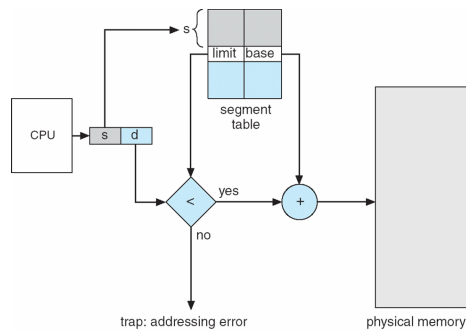 s
limit base
segment
table
CPU
s d
<
yes
+
no
trap: addressing error
physical memory